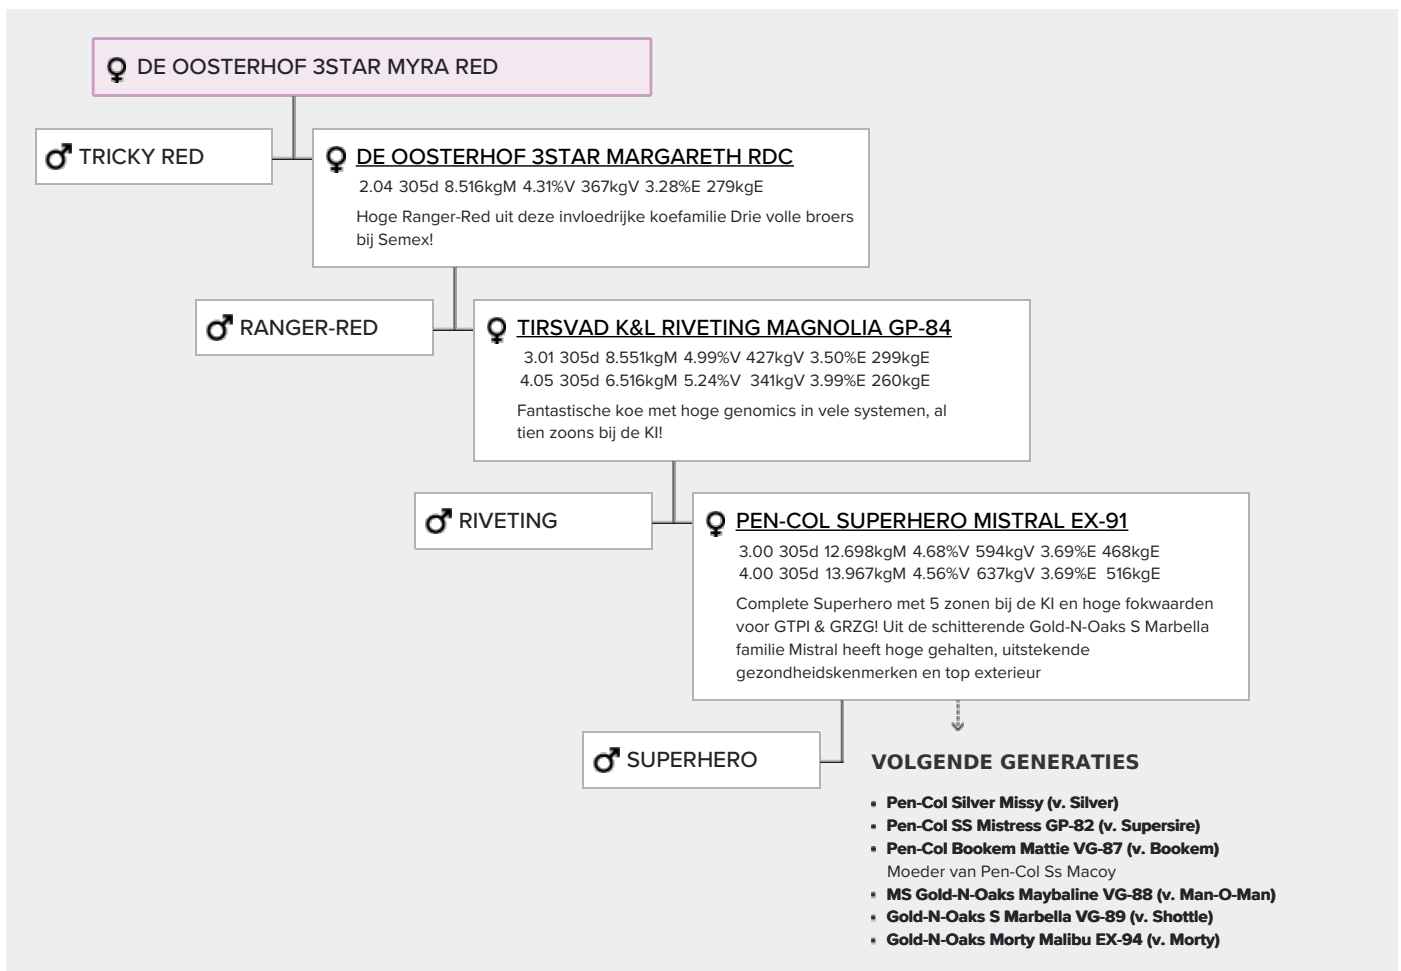 DE OOSTERHOF 3STAR MYRA RED
TRICKY RED
DE OOSTERHOF 3STAR MARGARETH RDC
2.04 305d 8.516kgM 4.31%V 367kgV 3.28%E 279kgE
Hoge Ranger-Red uit deze invloedrijke koefamilie Drie volle broers
bij Semex!
RANGER-RED
TIRSVAD K&L RIVETING MAGNOLIA GP-84
3.01 305d 8.551kgM 4.99%V 427kgV 3.50%E 299kgE
4.05 305d 6.516kgM 5.24%V 341kgV 3.99%E 260kgE
Fantastische koe met hoge genomics in vele systemen, al
tien zoons bij de KI!
RIVETING
PEN-COL SUPERHERO MISTRAL EX-91
3.00 305d 12.698kgM 4.68%V 594kgV 3.69%E 468kgE
4.00 305d 13.967kgM 4.56%V 637kgV 3.69%E 516kgE
Complete Superhero met 5 zonen bij de KI en hoge fokwaarden
voor GTPI & GRZG! Uit de schitterende Gold-N-Oaks S Marbella
familie Mistral heeft hoge gehalten, uitstekende
gezondheidskenmerken en top exterieur
SUPERHERO
VOLGENDE GENERATIES
• Pen-Col Silver Missy (v. Silver)
• Pen-Col SS Mistress GP-82 (v. Supersire)
• Pen-Col Bookem Mattie VG-87 (v. Bookem)
Moeder van Pen-Col Ss Macoy
• MS Gold-N-Oaks Maybaline VG-88 (v. Man-O-Man)
• Gold-N-Oaks S Marbella VG-89 (v. Shottle)
• Gold-N-Oaks Morty Malibu EX-94 (v. Morty)